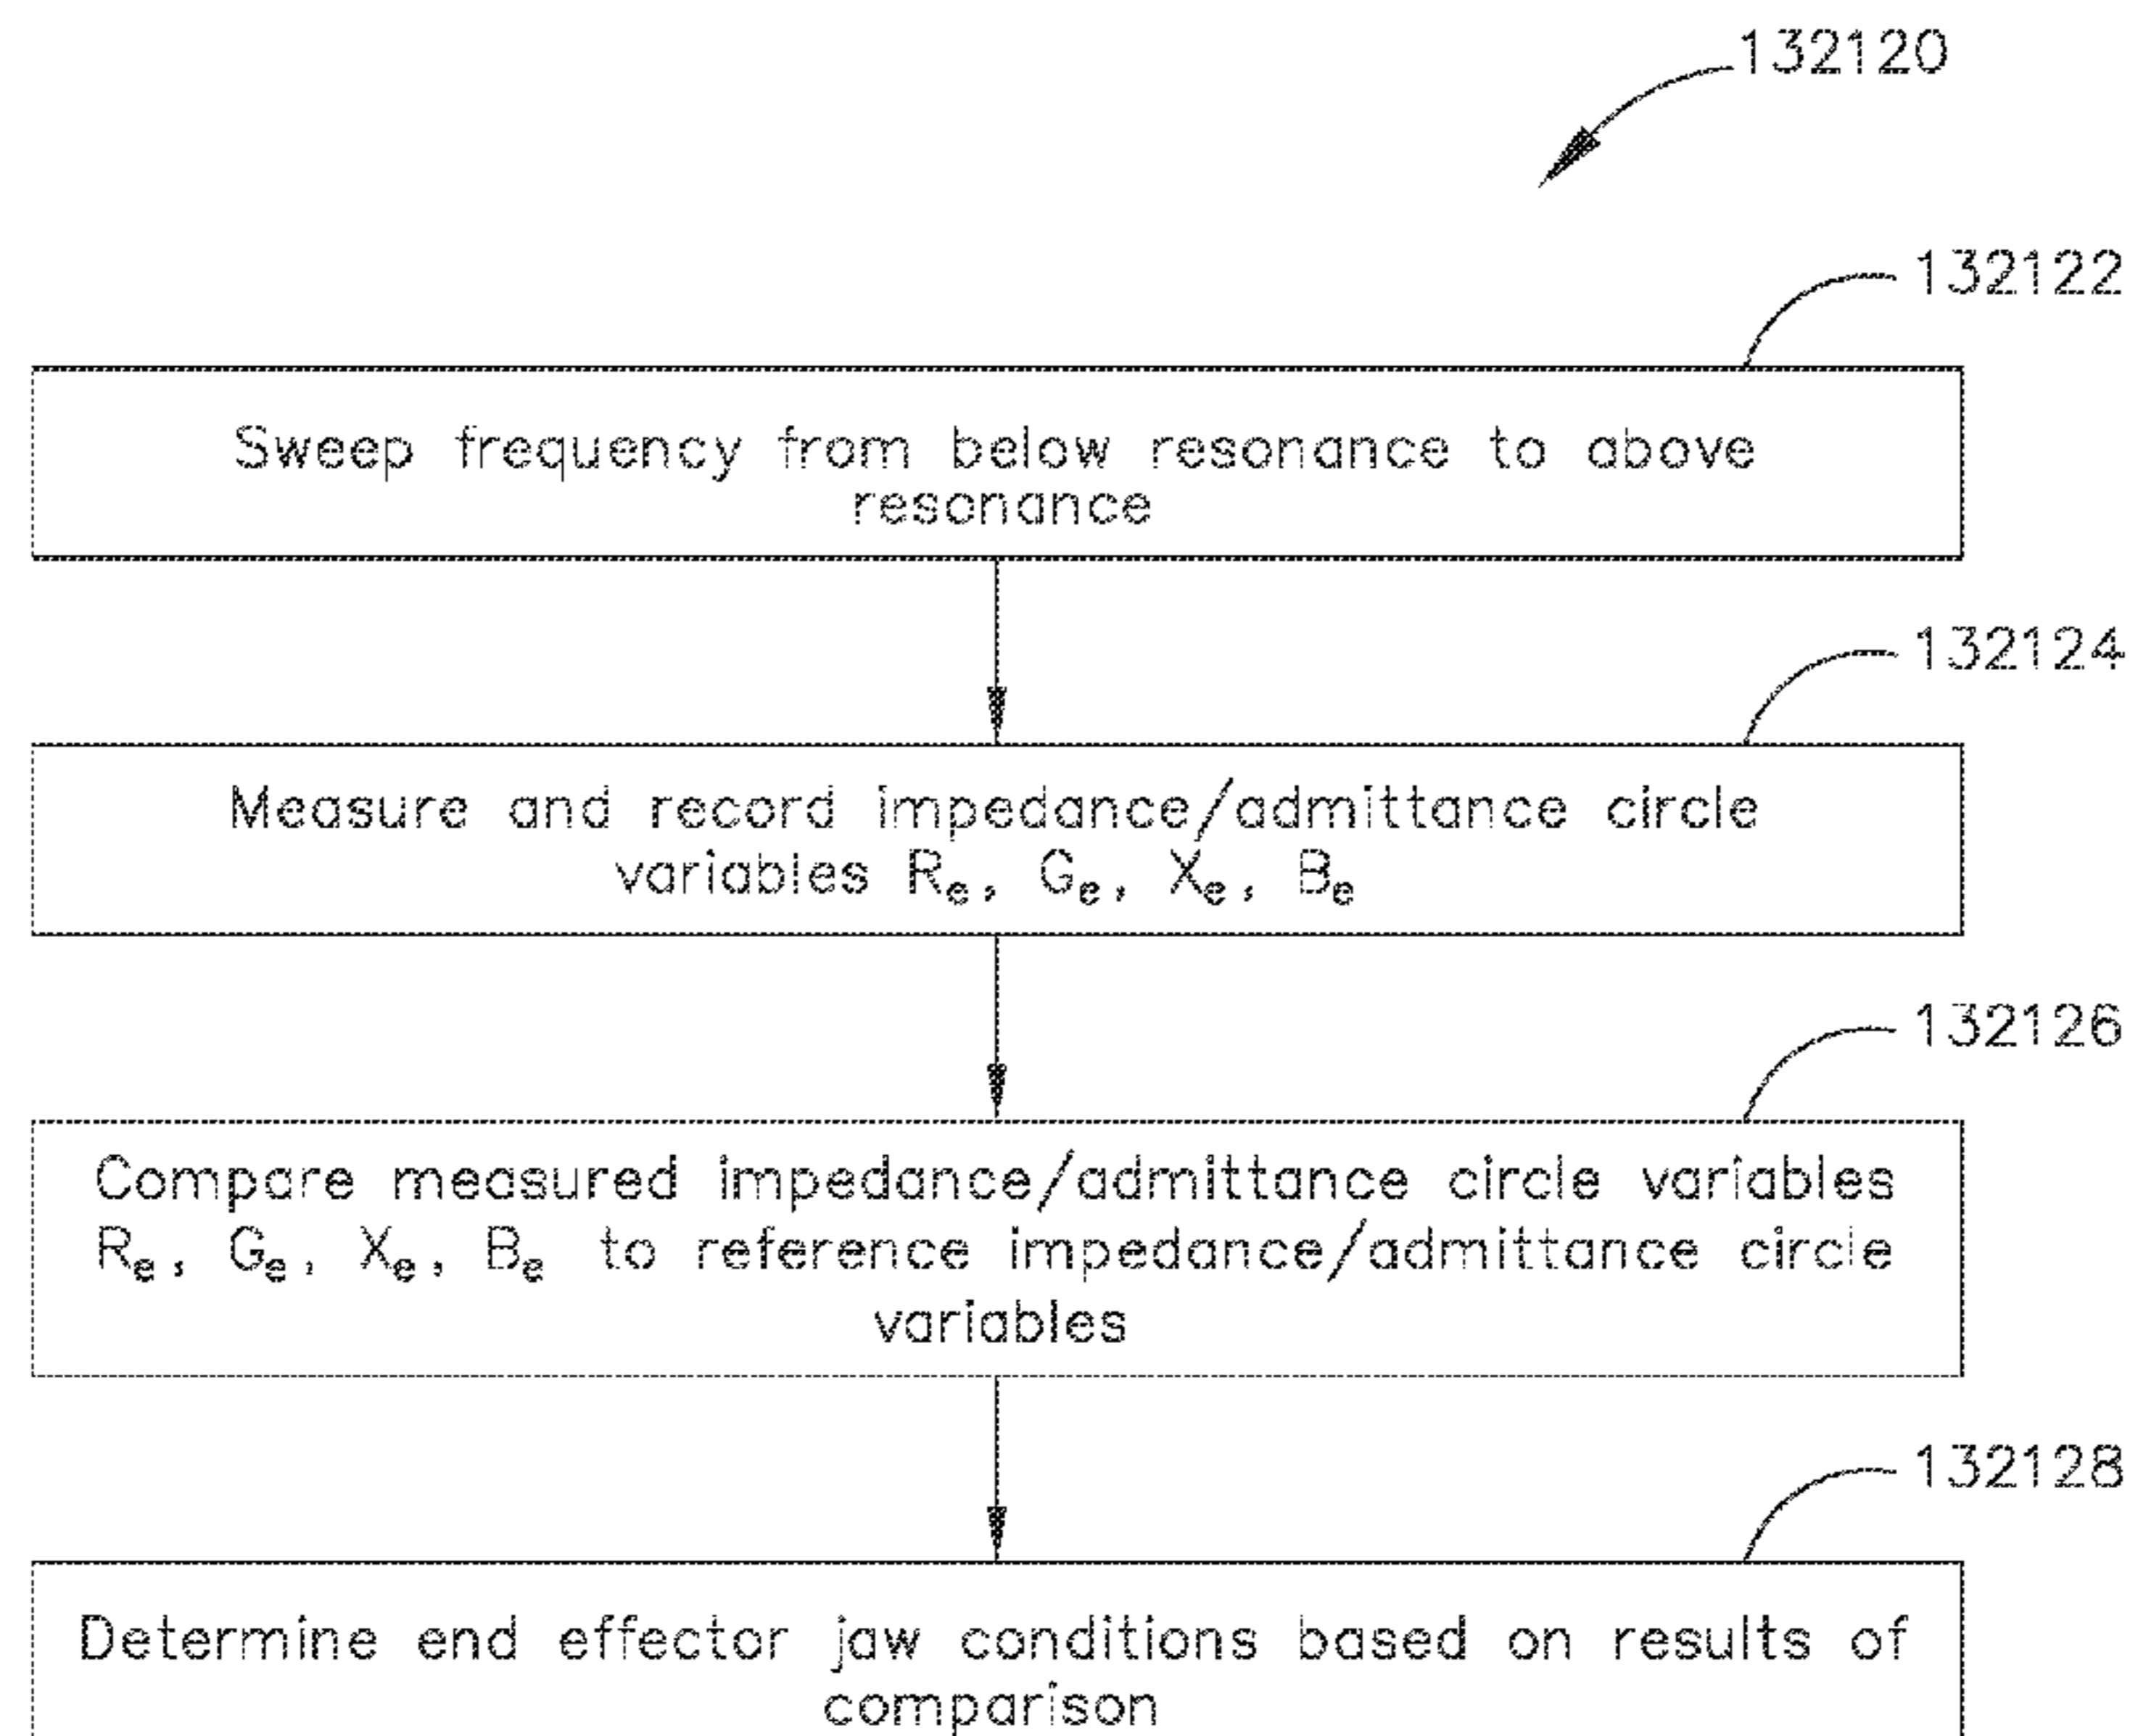 132120
132122
Sweep frequency from below resonance to above
resonance
132124
Measure and record impedance/admittance circle
variables Re, Ge, Xe, Be
132126
Compare measured impedance/admittance circle variables
Re, Ge, Xe, Be to reference impedance/admittance circle
variables
132128
Determine end effector jaw conditions based on results of
comparison